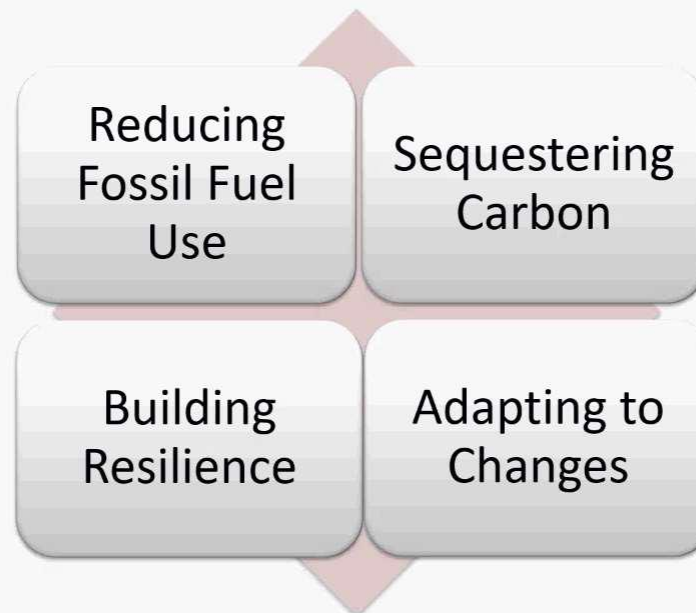 Reducing
Fossil Fuel
Use
Sequestering
Carbon
Building
Resilience
Adapting to
Changes